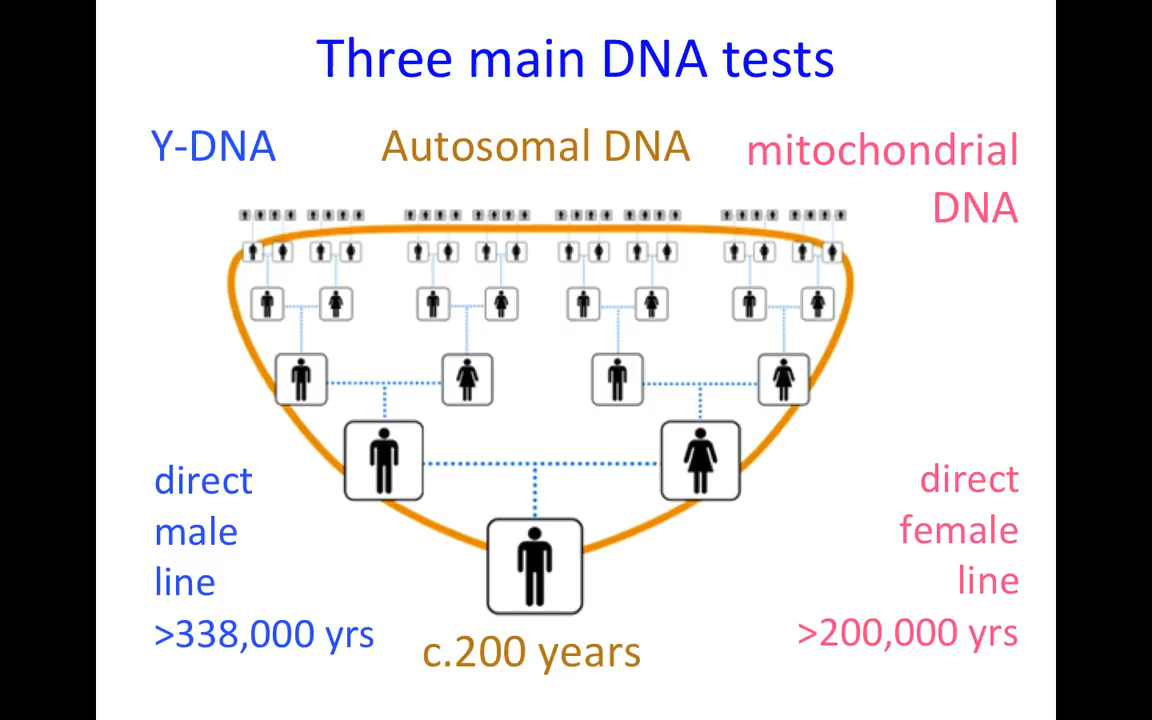 Three main DNA tests
Y-DNA
Autosomal DNA
mitochondrial
DNA
direct
male
line
>338,000 yrs
c.200 years
direct
female
line
>200,000 yrs